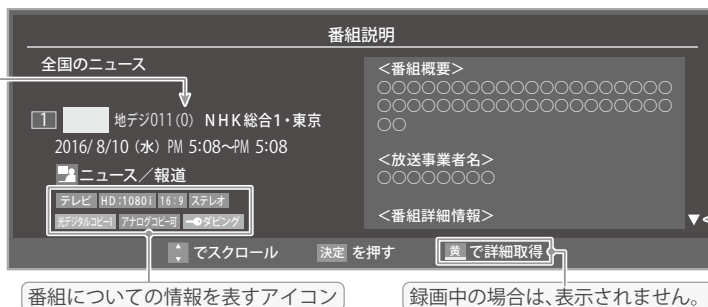 番組説明
全国のニュース
1 地デジ011(0) NHK総合1・東京
2016/ 8/10 (水) PM 5:08～PM 5:08
ニュース／報道
テレビ HD:1080i 16:9 ステレオ
光デジタルコピー1 アナログコピー可 ダビング
＜番組概要＞
○○○○○○○○○○○○○○○○○○○○
○○○○○○○○○○○○○○○○○○○○
○○
＜放送事業者名＞
○○○○○○○○
＜番組詳細情報＞
でスクロール 決定 を押す 黄 で詳細取得
番組についての情報を表すアイコン
録画中の場合は、表示されません。